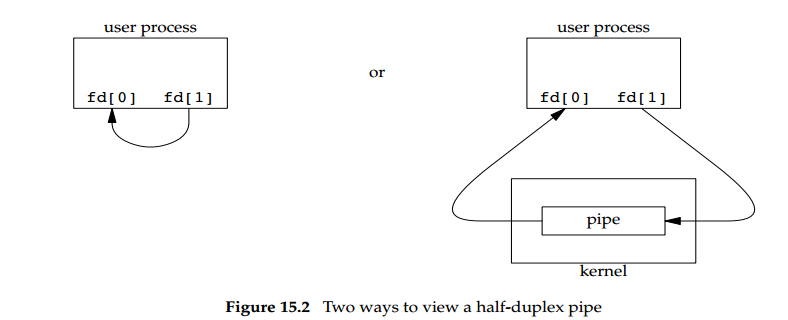 user process
fd[0] fd[1]
or
user process
fd[0] fd[1]
pipe
kernel
Figure 15.2 Two ways to view a half-duplex pipe